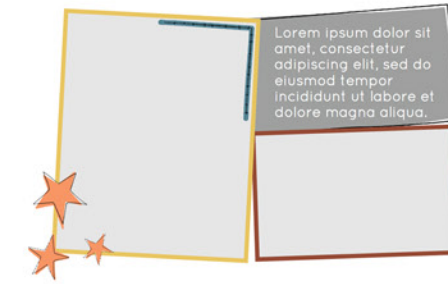 Lorem ipsum dolor sit
amet, consectetur
adipiscing elit, sed do
eiusmod tempor
incididunt ut labore et
dolore magna aliqua.